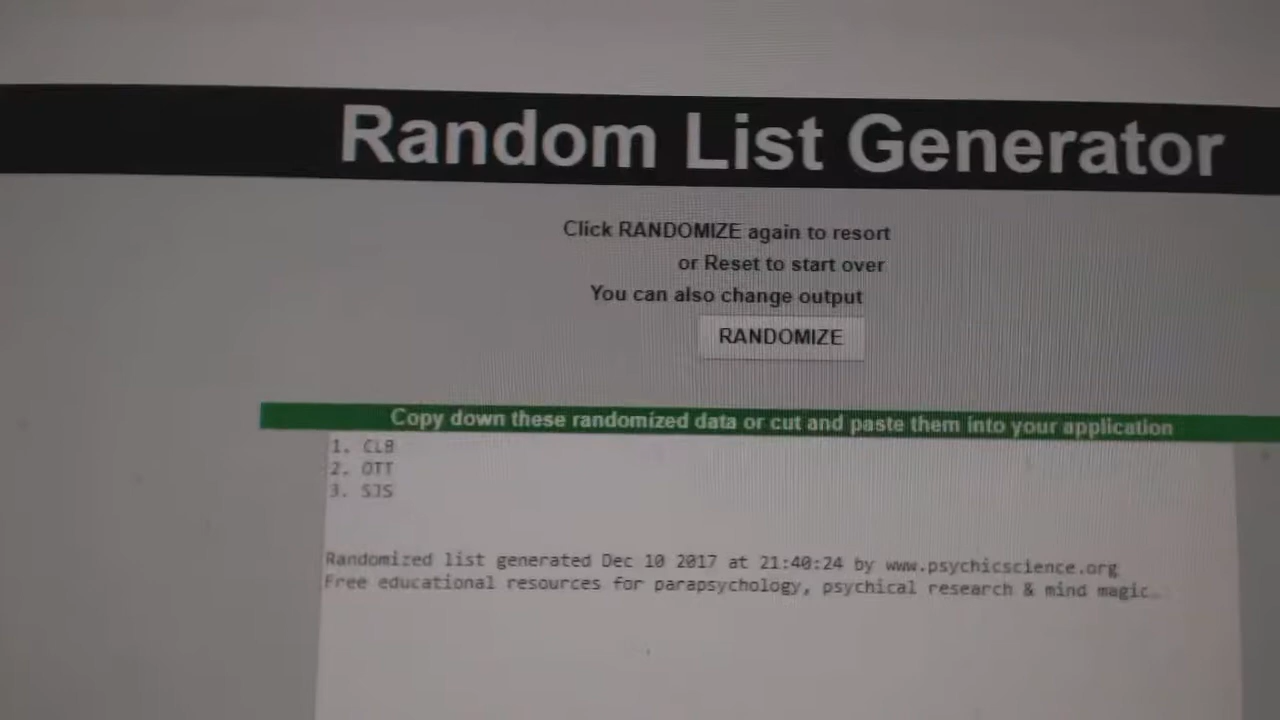 Random List Generator
Click RANDOMIZE again to resort
or Reset to start over
You can also change output
RANDOMIZE
Copy down these randomized data or cut and paste them into your application
1. CLB
2. OTT
3. SJS
Randomized list generated Dec 10 2017 at 21:40:24 by www.psychicscience.org
Free educational resources for parapsychology, psychical research & mind magic.